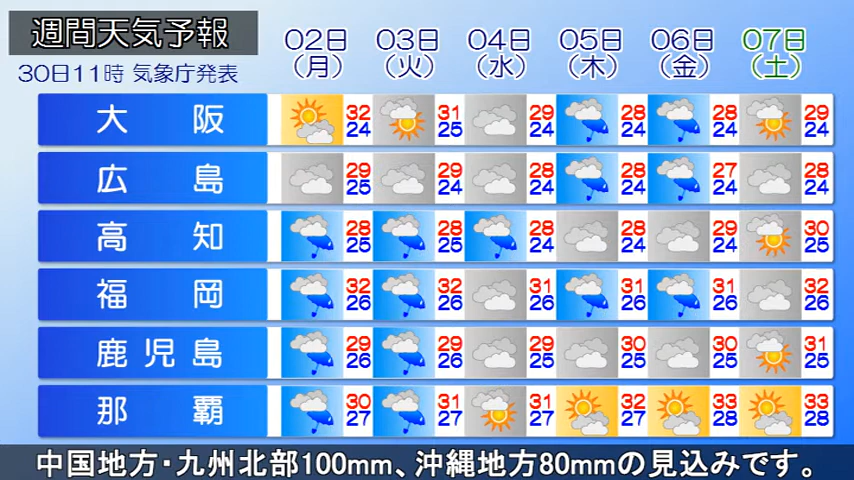 週間天気予報
30日11時 気象庁発表
02日 03日 04日 05日 06日 07日
(月) (火) (水) (木) (金) (土)
大阪 32 24 31 25 29 24 28 24 28 24 29 24
広島 29 25 29 24 28 24 28 24 27 24 28 24
高知 28 25 28 25 28 24 28 24 29 24 30 25
福岡 32 26 32 26 31 26 31 26 31 26 32 26
鹿児島 29 26 29 26 29 25 30 25 30 25 31 25
那覇 30 27 31 27 31 27 32 27 33 28 33 28
中国地方・九州北部100mm、沖縄地方80mmの見込みです。